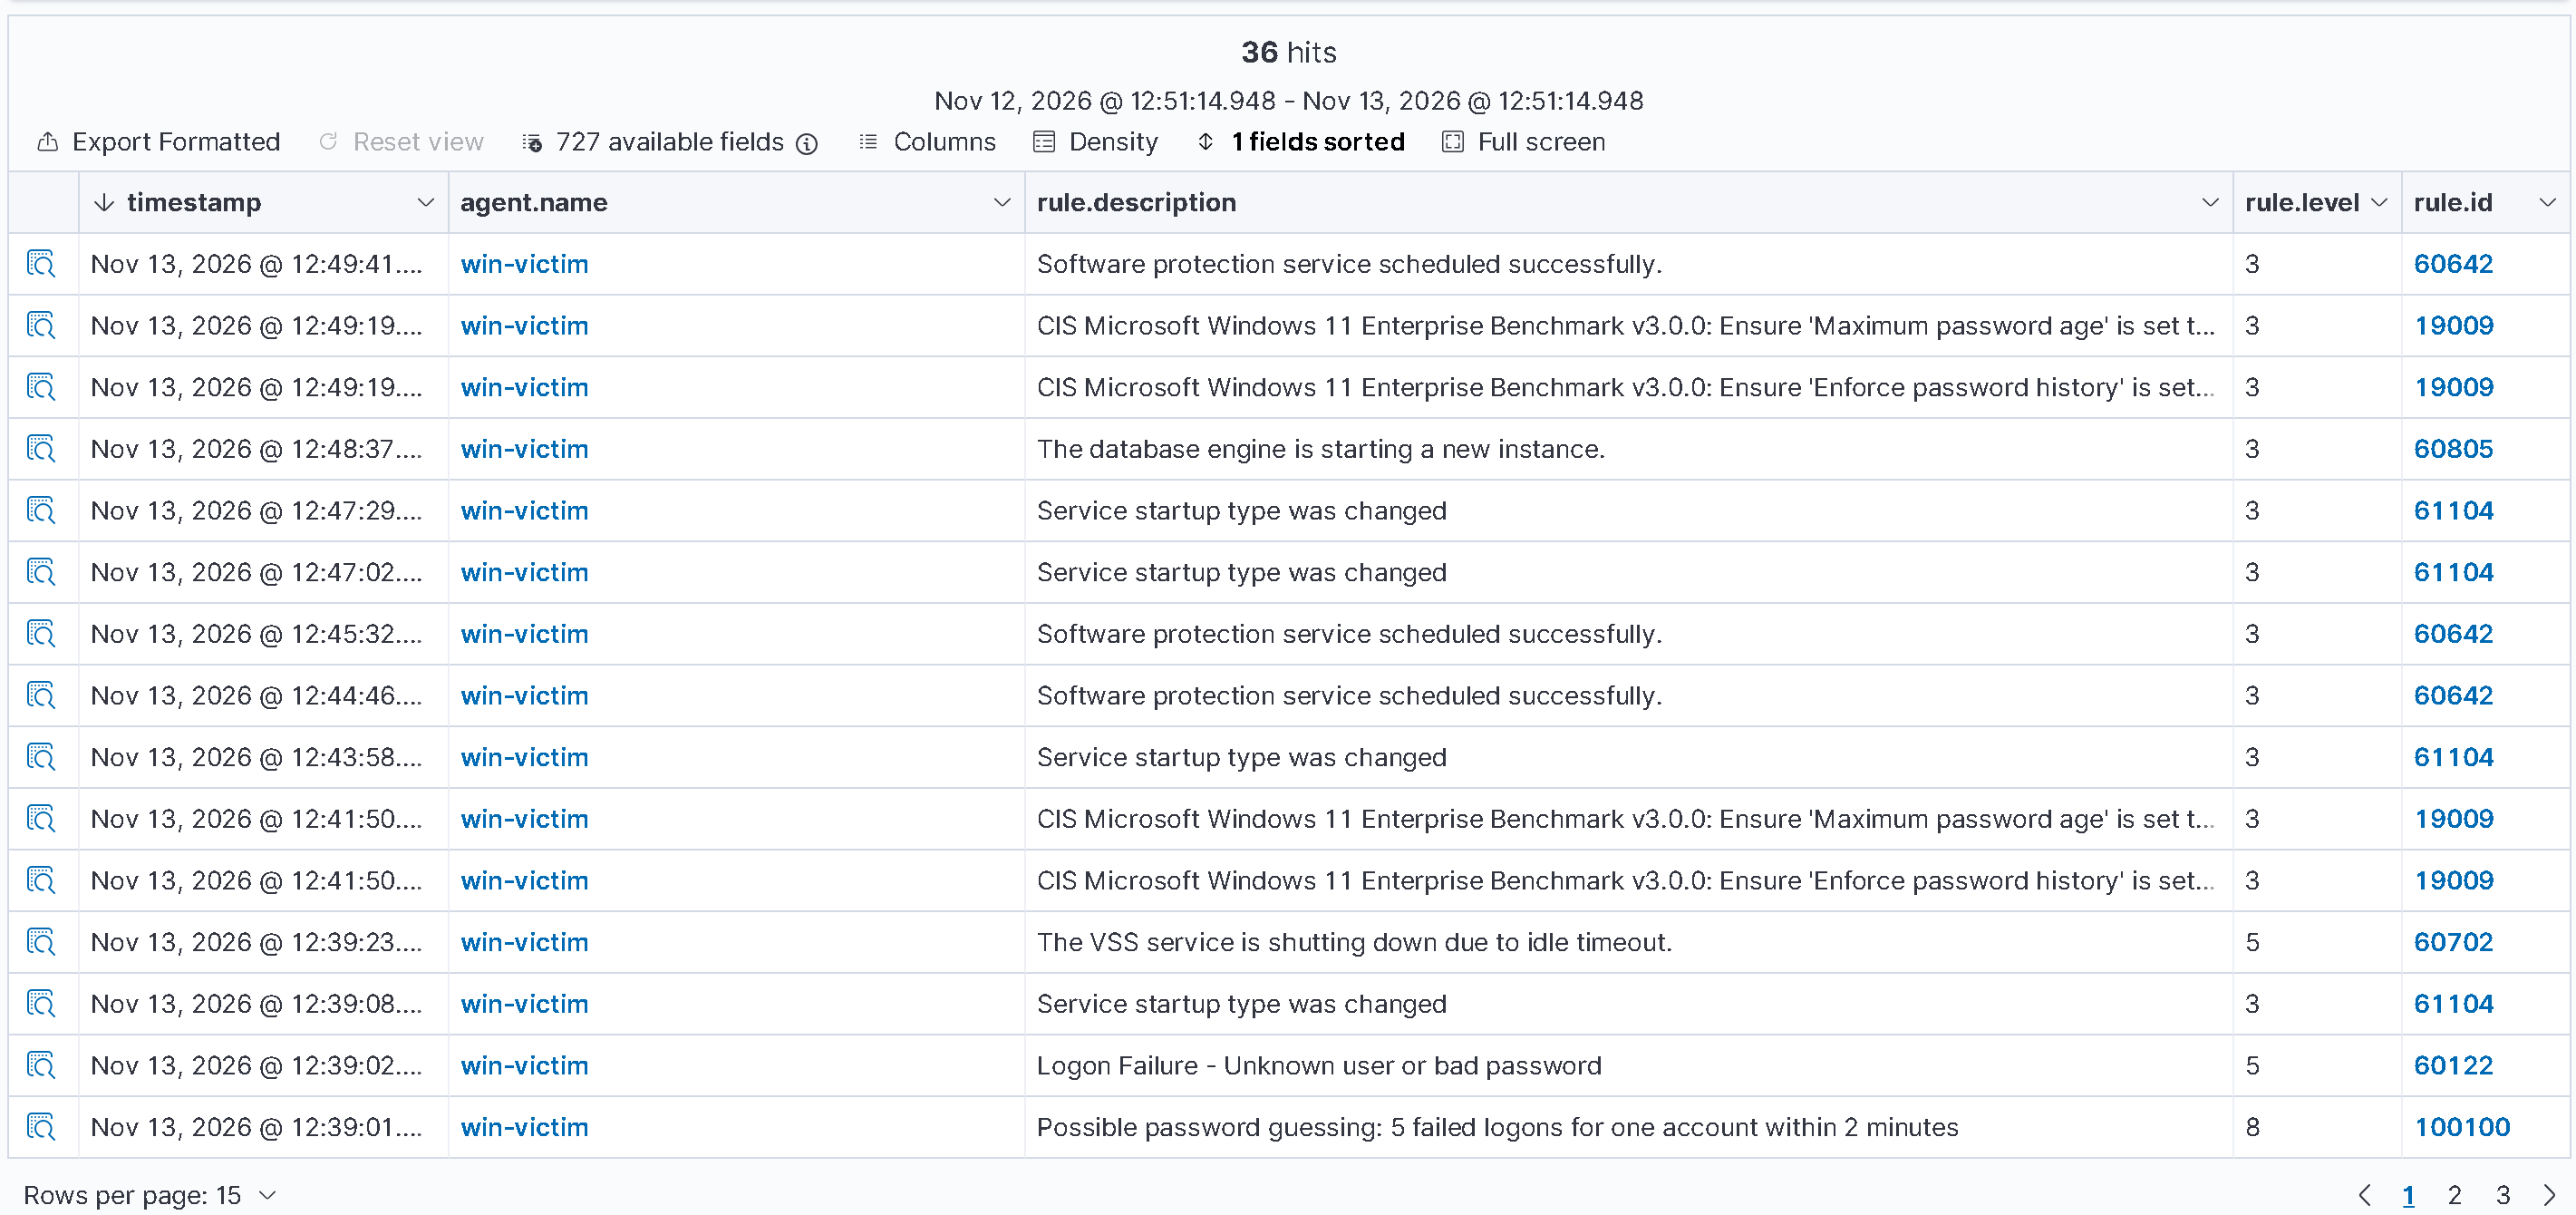 36 hits
Nov 12, 2026 @ 12:51:14.948 - Nov 13, 2026 @ 12:51:14.948
Export Formatted Reset view 727 available fields Columns Density 1 fields sorted Full screen
timestamp agent.name rule.description rule.level rule.id
Nov 13, 2026 @ 12:49:41.... win-victim Software protection service scheduled successfully. 3 60642
Nov 13, 2026 @ 12:49:19.... win-victim CIS Microsoft Windows 11 Enterprise Benchmark v3.0.0: Ensure 'Maximum password age' is set t... 3 19009
Nov 13, 2026 @ 12:49:19.... win-victim CIS Microsoft Windows 11 Enterprise Benchmark v3.0.0: Ensure 'Enforce password history' is set... 3 19009
Nov 13, 2026 @ 12:48:37.... win-victim The database engine is starting a new instance. 3 60805
Nov 13, 2026 @ 12:47:29.... win-victim Service startup type was changed 3 61104
Nov 13, 2026 @ 12:47:02.... win-victim Service startup type was changed 3 61104
Nov 13, 2026 @ 12:45:32.... win-victim Software protection service scheduled successfully. 3 60642
Nov 13, 2026 @ 12:44:46.... win-victim Software protection service scheduled successfully. 3 60642
Nov 13, 2026 @ 12:43:58.... win-victim Service startup type was changed 3 61104
Nov 13, 2026 @ 12:41:50.... win-victim CIS Microsoft Windows 11 Enterprise Benchmark v3.0.0: Ensure 'Maximum password age' is set t... 3 19009
Nov 13, 2026 @ 12:41:50.... win-victim CIS Microsoft Windows 11 Enterprise Benchmark v3.0.0: Ensure 'Enforce password history' is set... 3 19009
Nov 13, 2026 @ 12:39:23.... win-victim The VSS service is shutting down due to idle timeout. 5 60702
Nov 13, 2026 @ 12:39:08.... win-victim Service startup type was changed 3 61104
Nov 13, 2026 @ 12:39:02.... win-victim Logon Failure - Unknown user or bad password 5 60122
Nov 13, 2026 @ 12:39:01.... win-victim Possible password guessing: 5 failed logons for one account within 2 minutes 8 100100
Rows per page: 15 1 2 3